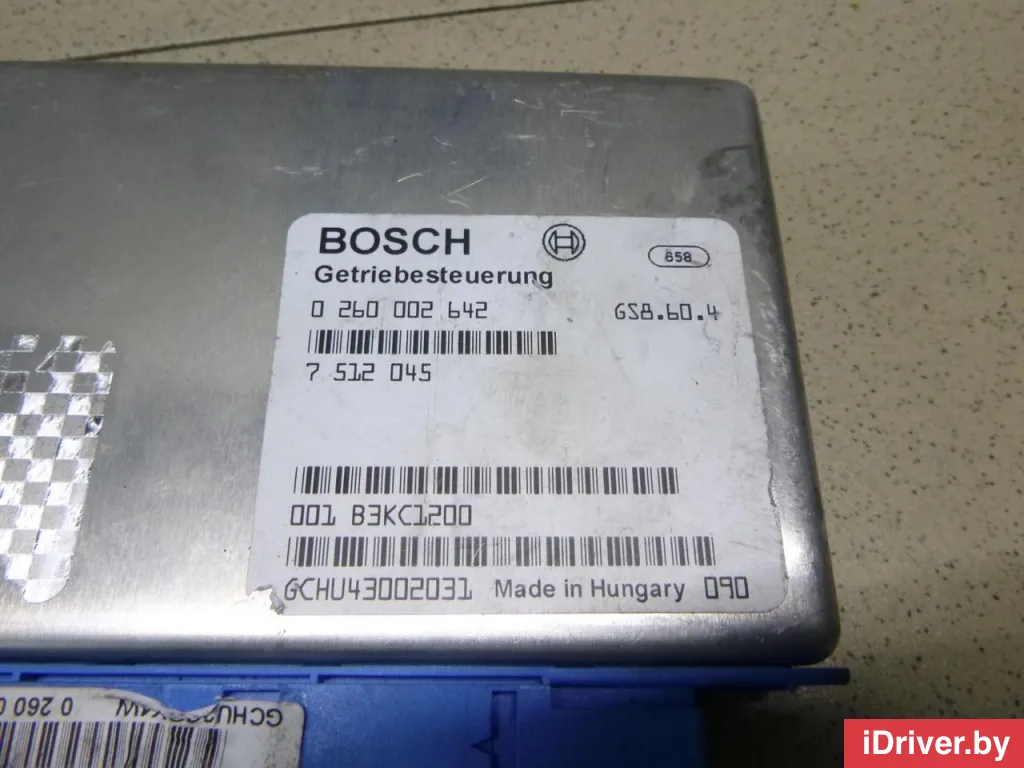 BOSCH
658
Getriebesteuerung
0 260 002 642 GS8.60.4
7 512 045
001 B3KC1200
GCHU43002031 Made in Hungary 090
0 260
iDriver.by